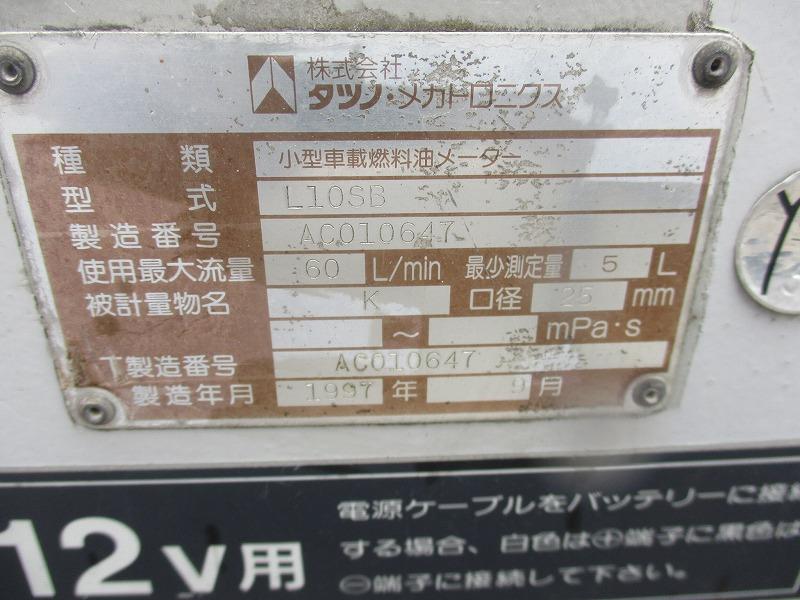 株式会社
タツノ・メカトロニクス
種 類 小型車載燃料油メーター
型 式 L10SB
製造番号 AC010647
使用最大流量 60 L/min 最少測定量 5 L
被計量物名 K 口径 25 mm
～ mPa·s
T製造番号 AC010647
製造年月 1997 年 9 月
12V用
電源ケーブルをバッテリーに接続
する場合、白色は⊕端子に黒色は
⊖端子に接続して下さい。